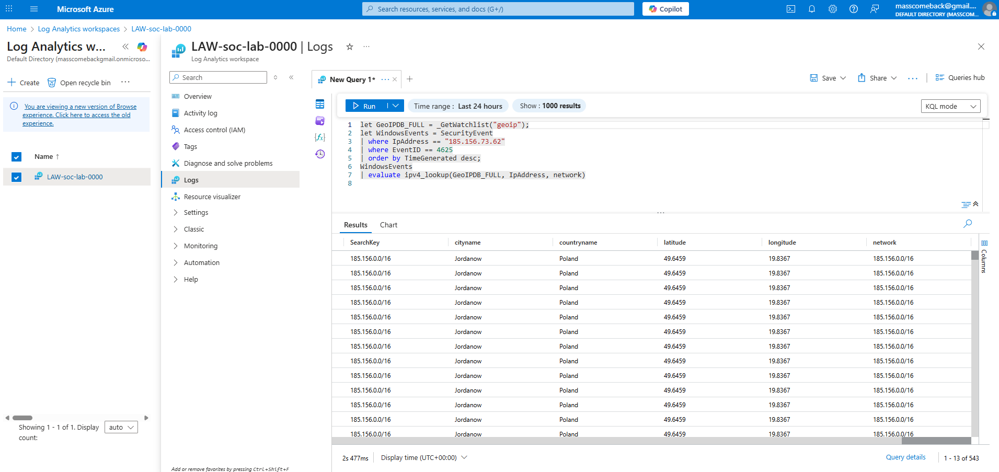 Microsoft Azure
Search resources, services, and docs (G+/)
Copilot
masscomeback@gmail....
DEFAULT DIRECTORY (MASSCOM...
Home > Log Analytics workspaces > LAW-soc-lab-0000
Log Analytics w...
Default Directory (masscomebackgmail.onmicroso...
Create
Open recycle bin
...
You are viewing a new version of Browse
experience. Click here to access the old
experience.
Name ↑
LAW-soc-lab-0000
Showing 1 - 1 of 1. Display
count:
auto
LAW-soc-lab-0000 | Logs
...
Log Analytics workspace
Search
Overview
Activity log
Access control (IAM)
Tags
Diagnose and solve problems
Logs
Resource visualizer
Settings
Classic
Monitoring
Automation
Help
Add or remove favorites by pressing Ctrl+Shift+F
New Query 1*
...
Save
Share
...
Queries hub
Run
Time range : Last 24 hours
Show : 1000 results
KQL mode
1 let GeoIPDB_FULL = _GetWatchlist("geoip");
2 let WindowsEvents = SecurityEvent
3 | where IpAddress == "185.156.73.62"
4 | where EventID == 4625
5 | order by TimeGenerated desc;
6 WindowsEvents
7 | evaluate ipv4_lookup(GeoIPDB_FULL, IpAddress, network)
8
Results Chart
SearchKey cityname countryname latitude longitude network
185.156.0.0/16 Jordanow Poland 49.6459 19.8367 185.156.0.0/16
185.156.0.0/16 Jordanow Poland 49.6459 19.8367 185.156.0.0/16
185.156.0.0/16 Jordanow Poland 49.6459 19.8367 185.156.0.0/16
185.156.0.0/16 Jordanow Poland 49.6459 19.8367 185.156.0.0/16
185.156.0.0/16 Jordanow Poland 49.6459 19.8367 185.156.0.0/16
185.156.0.0/16 Jordanow Poland 49.6459 19.8367 185.156.0.0/16
185.156.0.0/16 Jordanow Poland 49.6459 19.8367 185.156.0.0/16
185.156.0.0/16 Jordanow Poland 49.6459 19.8367 185.156.0.0/16
185.156.0.0/16 Jordanow Poland 49.6459 19.8367 185.156.0.0/16
185.156.0.0/16 Jordanow Poland 49.6459 19.8367 185.156.0.0/16
185.156.0.0/16 Jordanow Poland 49.6459 19.8367 185.156.0.0/16
185.156.0.0/16 Jordanow Poland 49.6459 19.8367 185.156.0.0/16
185.156.0.0/16 Jordanow Poland 49.6459 19.8367 185.156.0.0/16
Columns
2s 477ms
Display time (UTC+00:00)
Query details
1 - 13 of 543